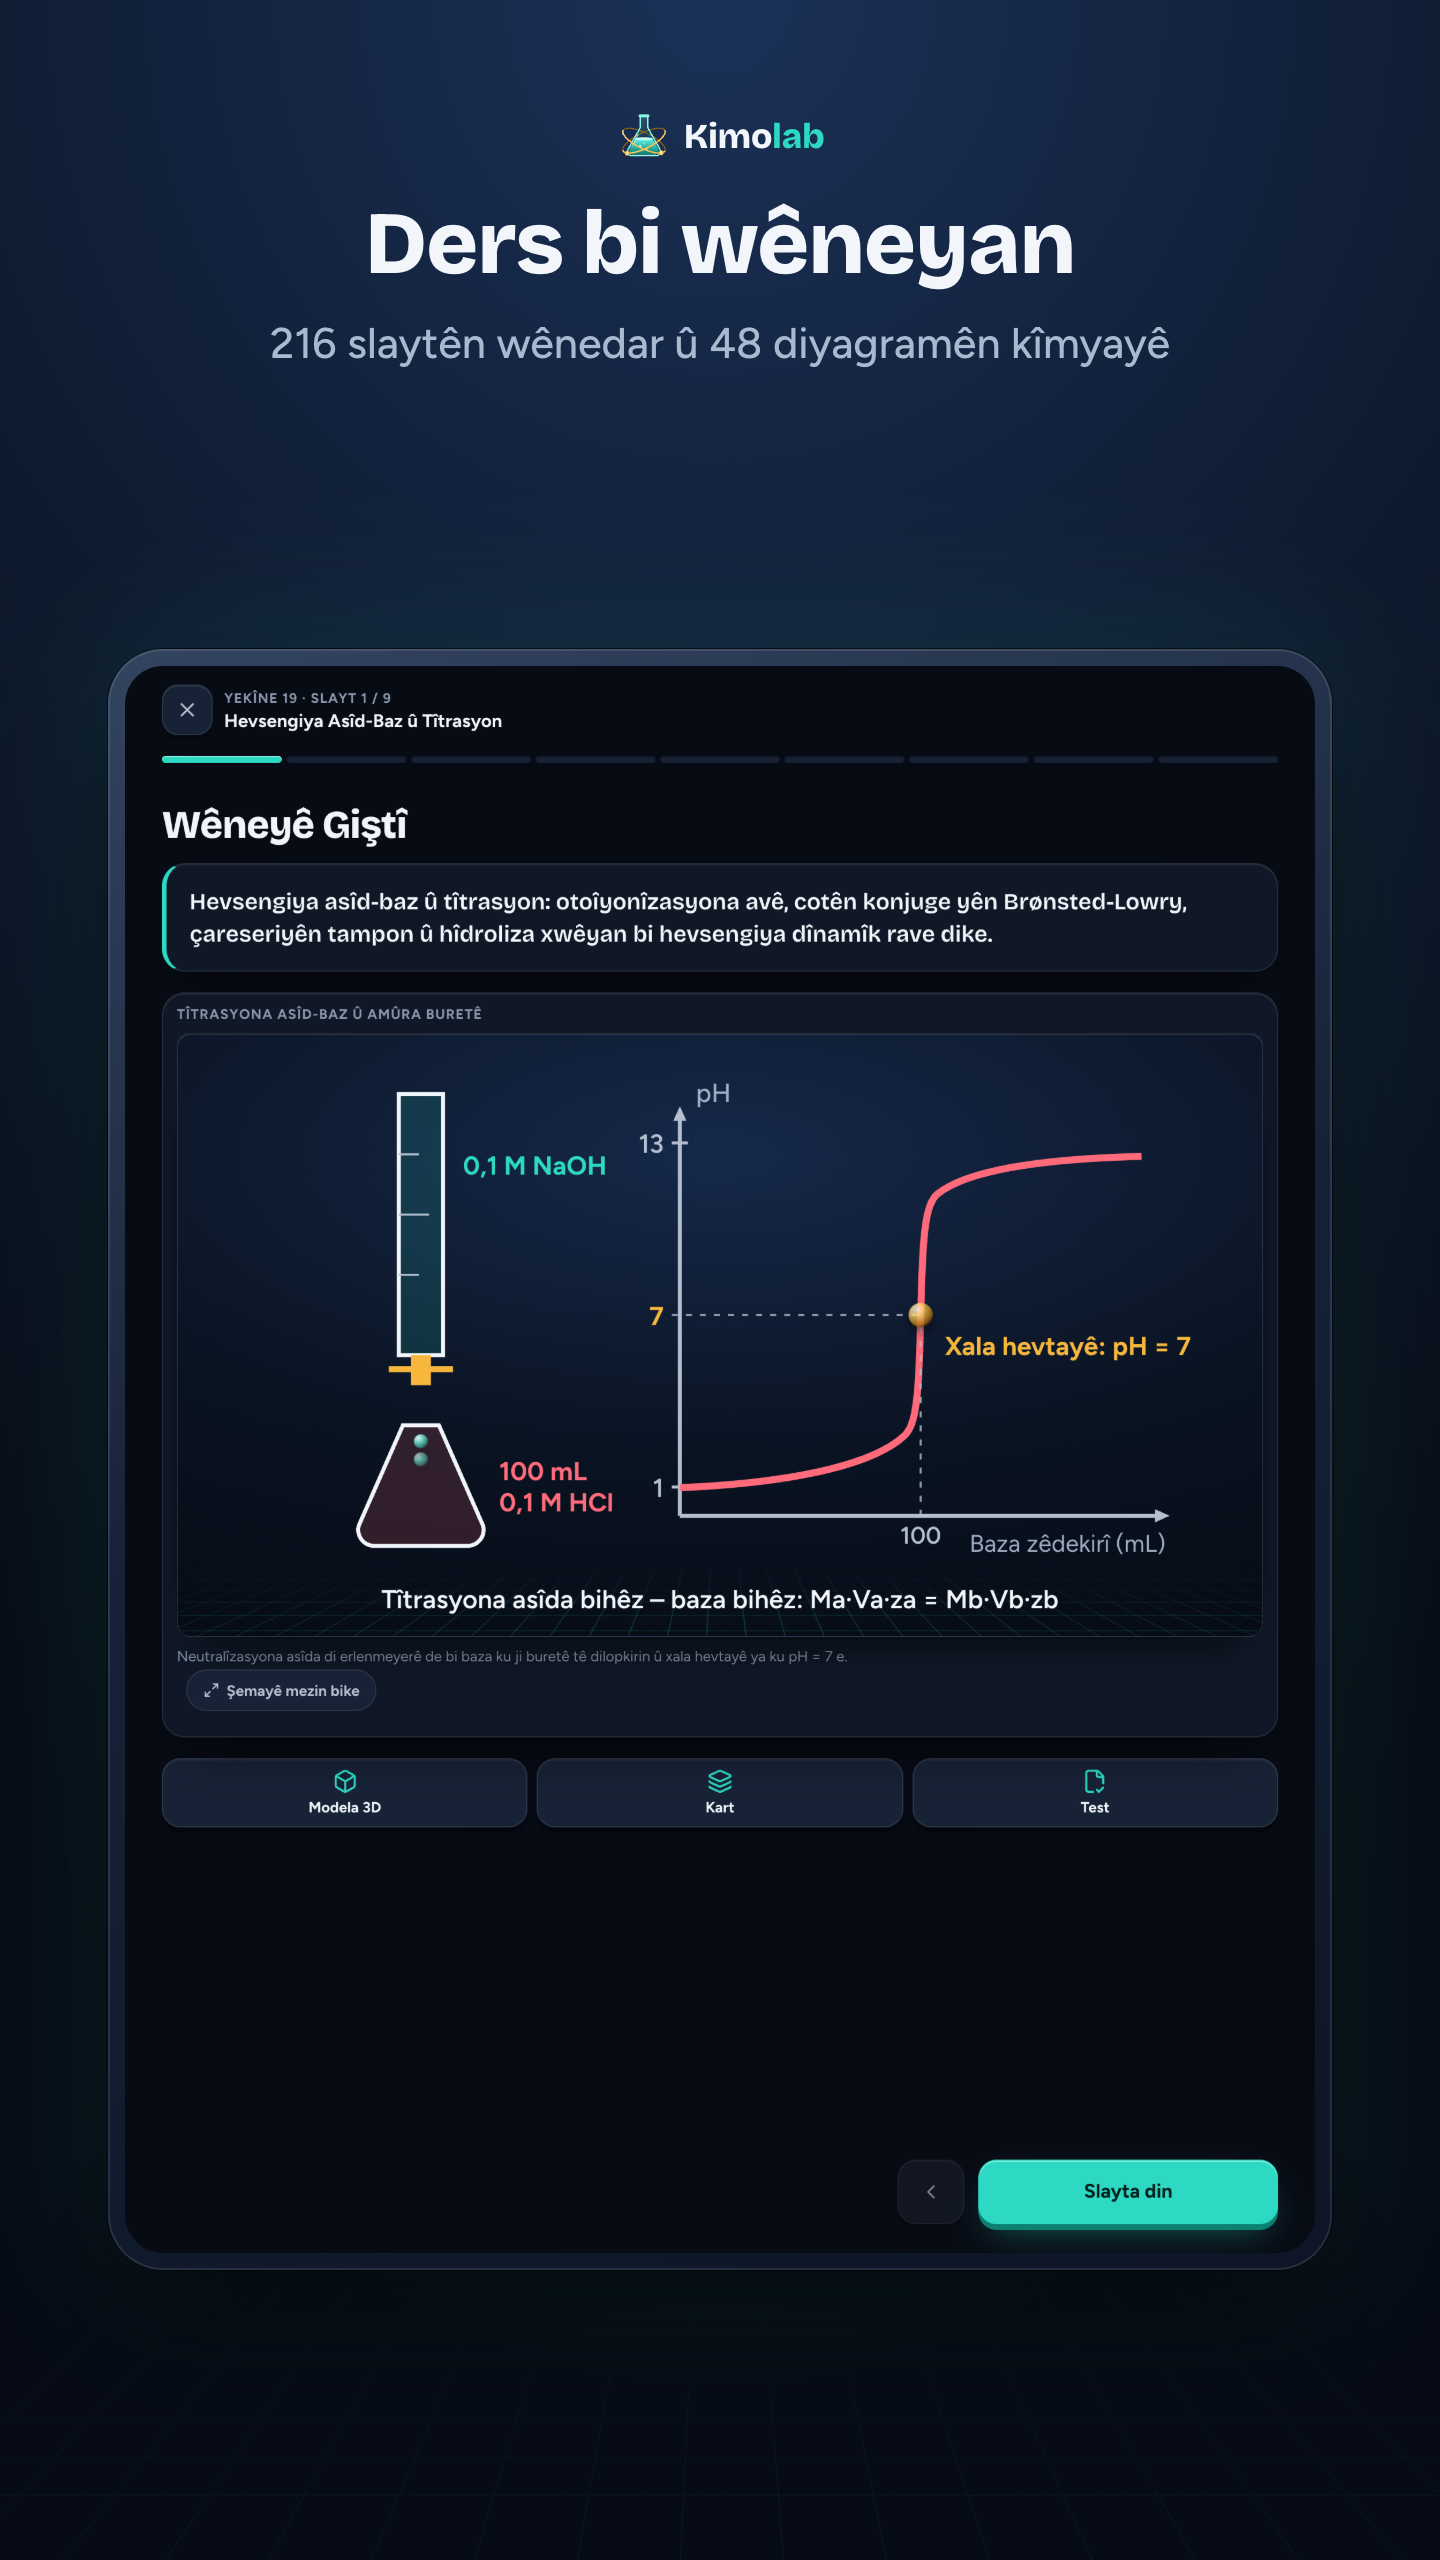 Kimolab
Ders bi wêneyan
216 slaytên wênedar û 48 diyagramên kîmyayê
YEKÎNE 19 · SLAYT 1 / 9
Hevsengiya Asîd-Baz û Tîtrasyon
Wêneyê Giştî
Hevsengiya asîd-baz û tîtrasyon: otoîyonîzasyona avê, cotên konjuge yên Brønsted-Lowry,
çareseriyên tampon û hîdroliza xwêyan bi hevsengiya dînamîk rave dike.
TÎTRASYONA ASÎD-BAZ Û AMÛRA BURETÊ
pH
13
0,1 M NaOH
7
Xala hevtayê: pH = 7
100 mL
0,1 M HCl
1
100
Baza zêdekirî (mL)
Tîtrasyona asîda bihêz – baza bihêz: Ma·Va·za = Mb·Vb·zb
Neutralîzasyona asîda di erlenmeyerê de bi baza ku ji buretê tê dilopkirin û xala hevtayê ya ku pH = 7 e.
Şemayê mezin bike
Modela 3D
Kart
Test
Slayta din